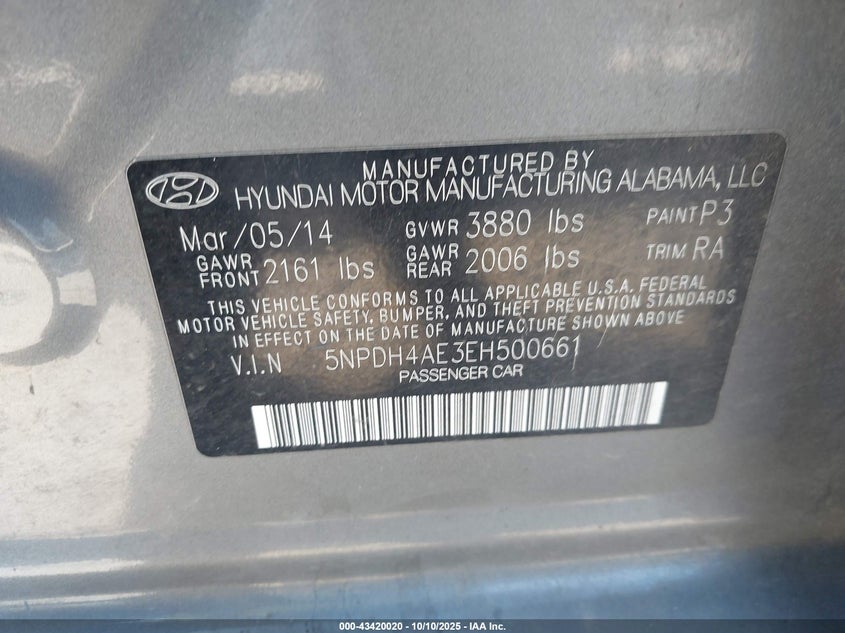 MANUFACTURED BY
HYUNDAI MOTOR MANUFACTURING ALABAMA, LLC
Mar/05/14 GVWR 3880 lbs PAINT P3
GAWR FRONT 2161 lbs GAWR REAR 2006 lbs TRIM RA
THIS VEHICLE CONFORMS TO ALL APPLICABLE U.S.A. FEDERAL
MOTOR VEHICLE SAFETY, BUMPER, AND THEFT PREVENTION STANDARDS
IN EFFECT ON THE DATE OF MANUFACTURE SHOWN ABOVE
V.I.N 5NPDH4AE3EH500661
PASSENGER CAR
000-43420020 - 10/10/2025 - IAA Inc.